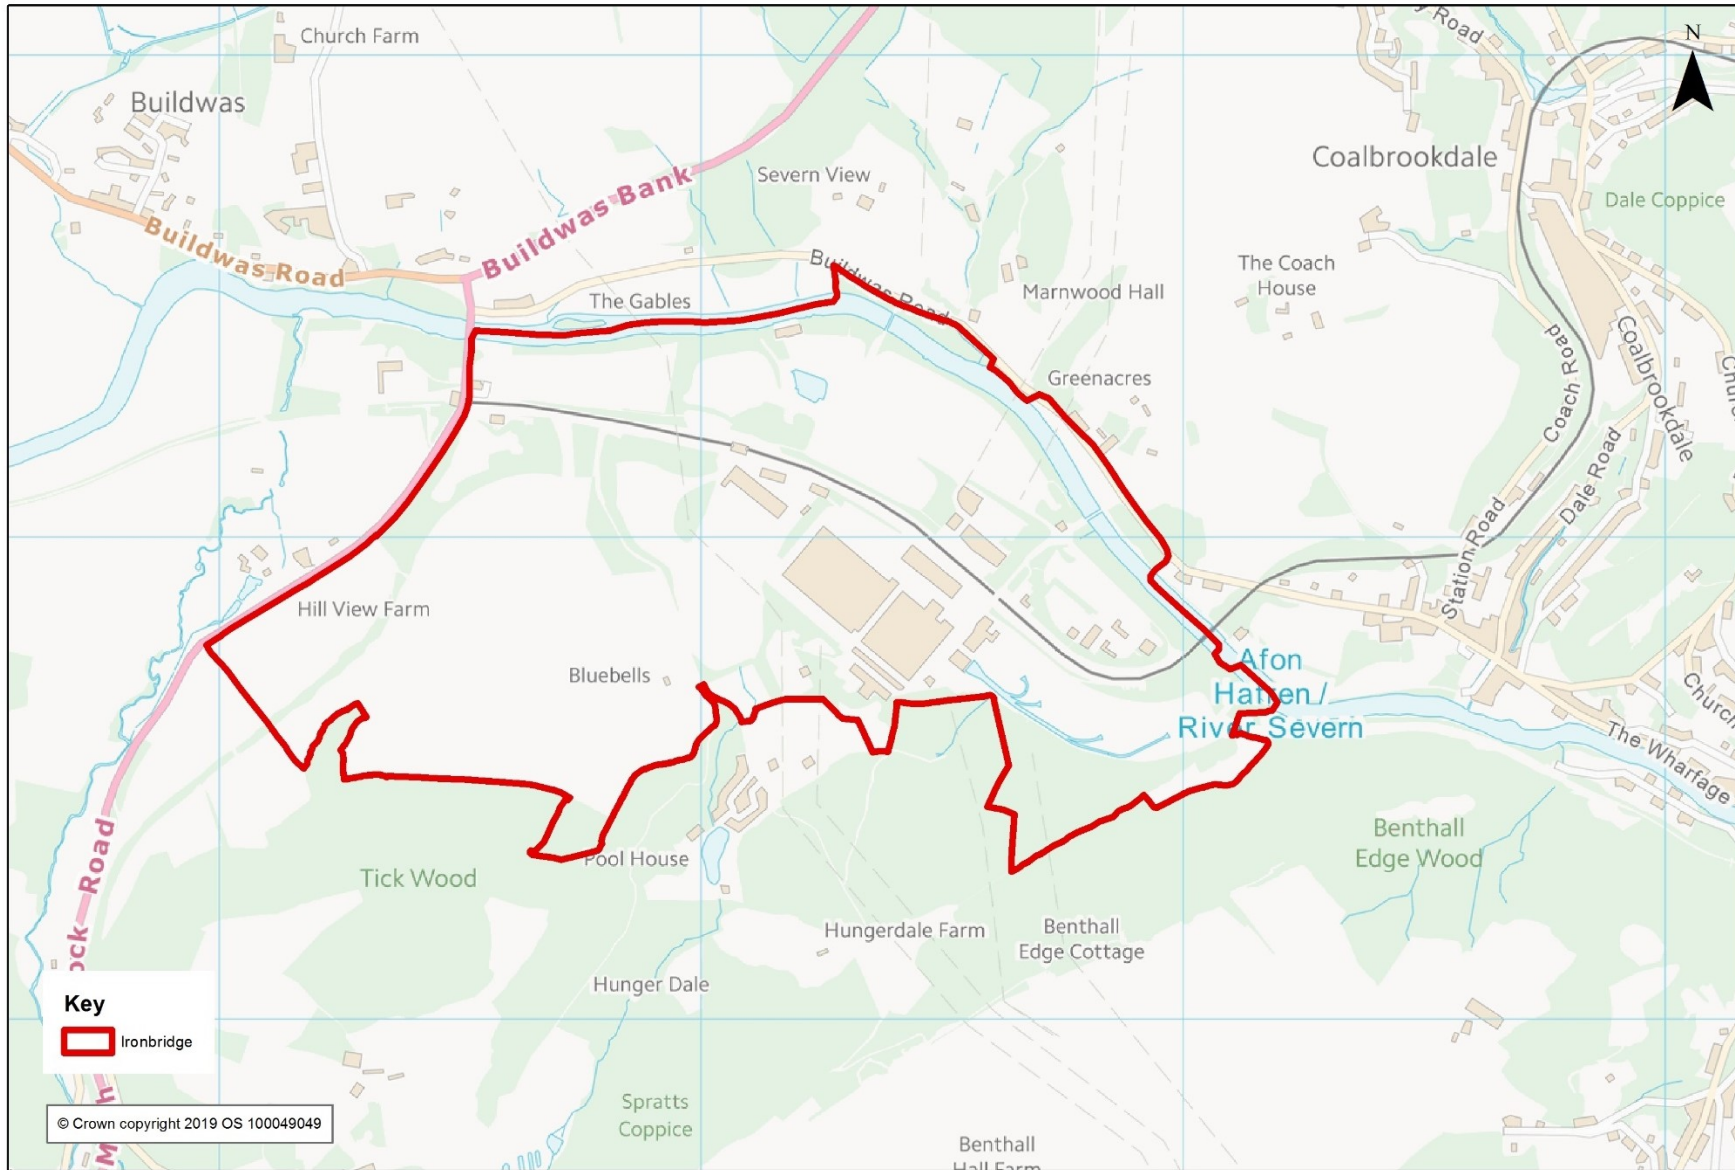 Church Farm
y Road
N
Buildwas
Coalbrookdale
Severn View
Buildwas Bank
Dale Coppice
Buildwas Road
Buildwas Road
The Coach
House
Marnwood Hall
The Gables
Coach Road
Coalbrookdale
Greenacres
Dale Road
Station Road
Hill View Farm
Bluebells
Afon
Hafren /
River Severn
Church
The Wharfage
Benthall
Edge Wood
Pool House
Tick Wood
ock Road
Hungerdale Farm
Benthall
Edge Cottage
Hunger Dale
Key
Ironbridge
© Crown copyright 2019 OS 100049049
Spratts
Coppice
Benthall
Hall Farm